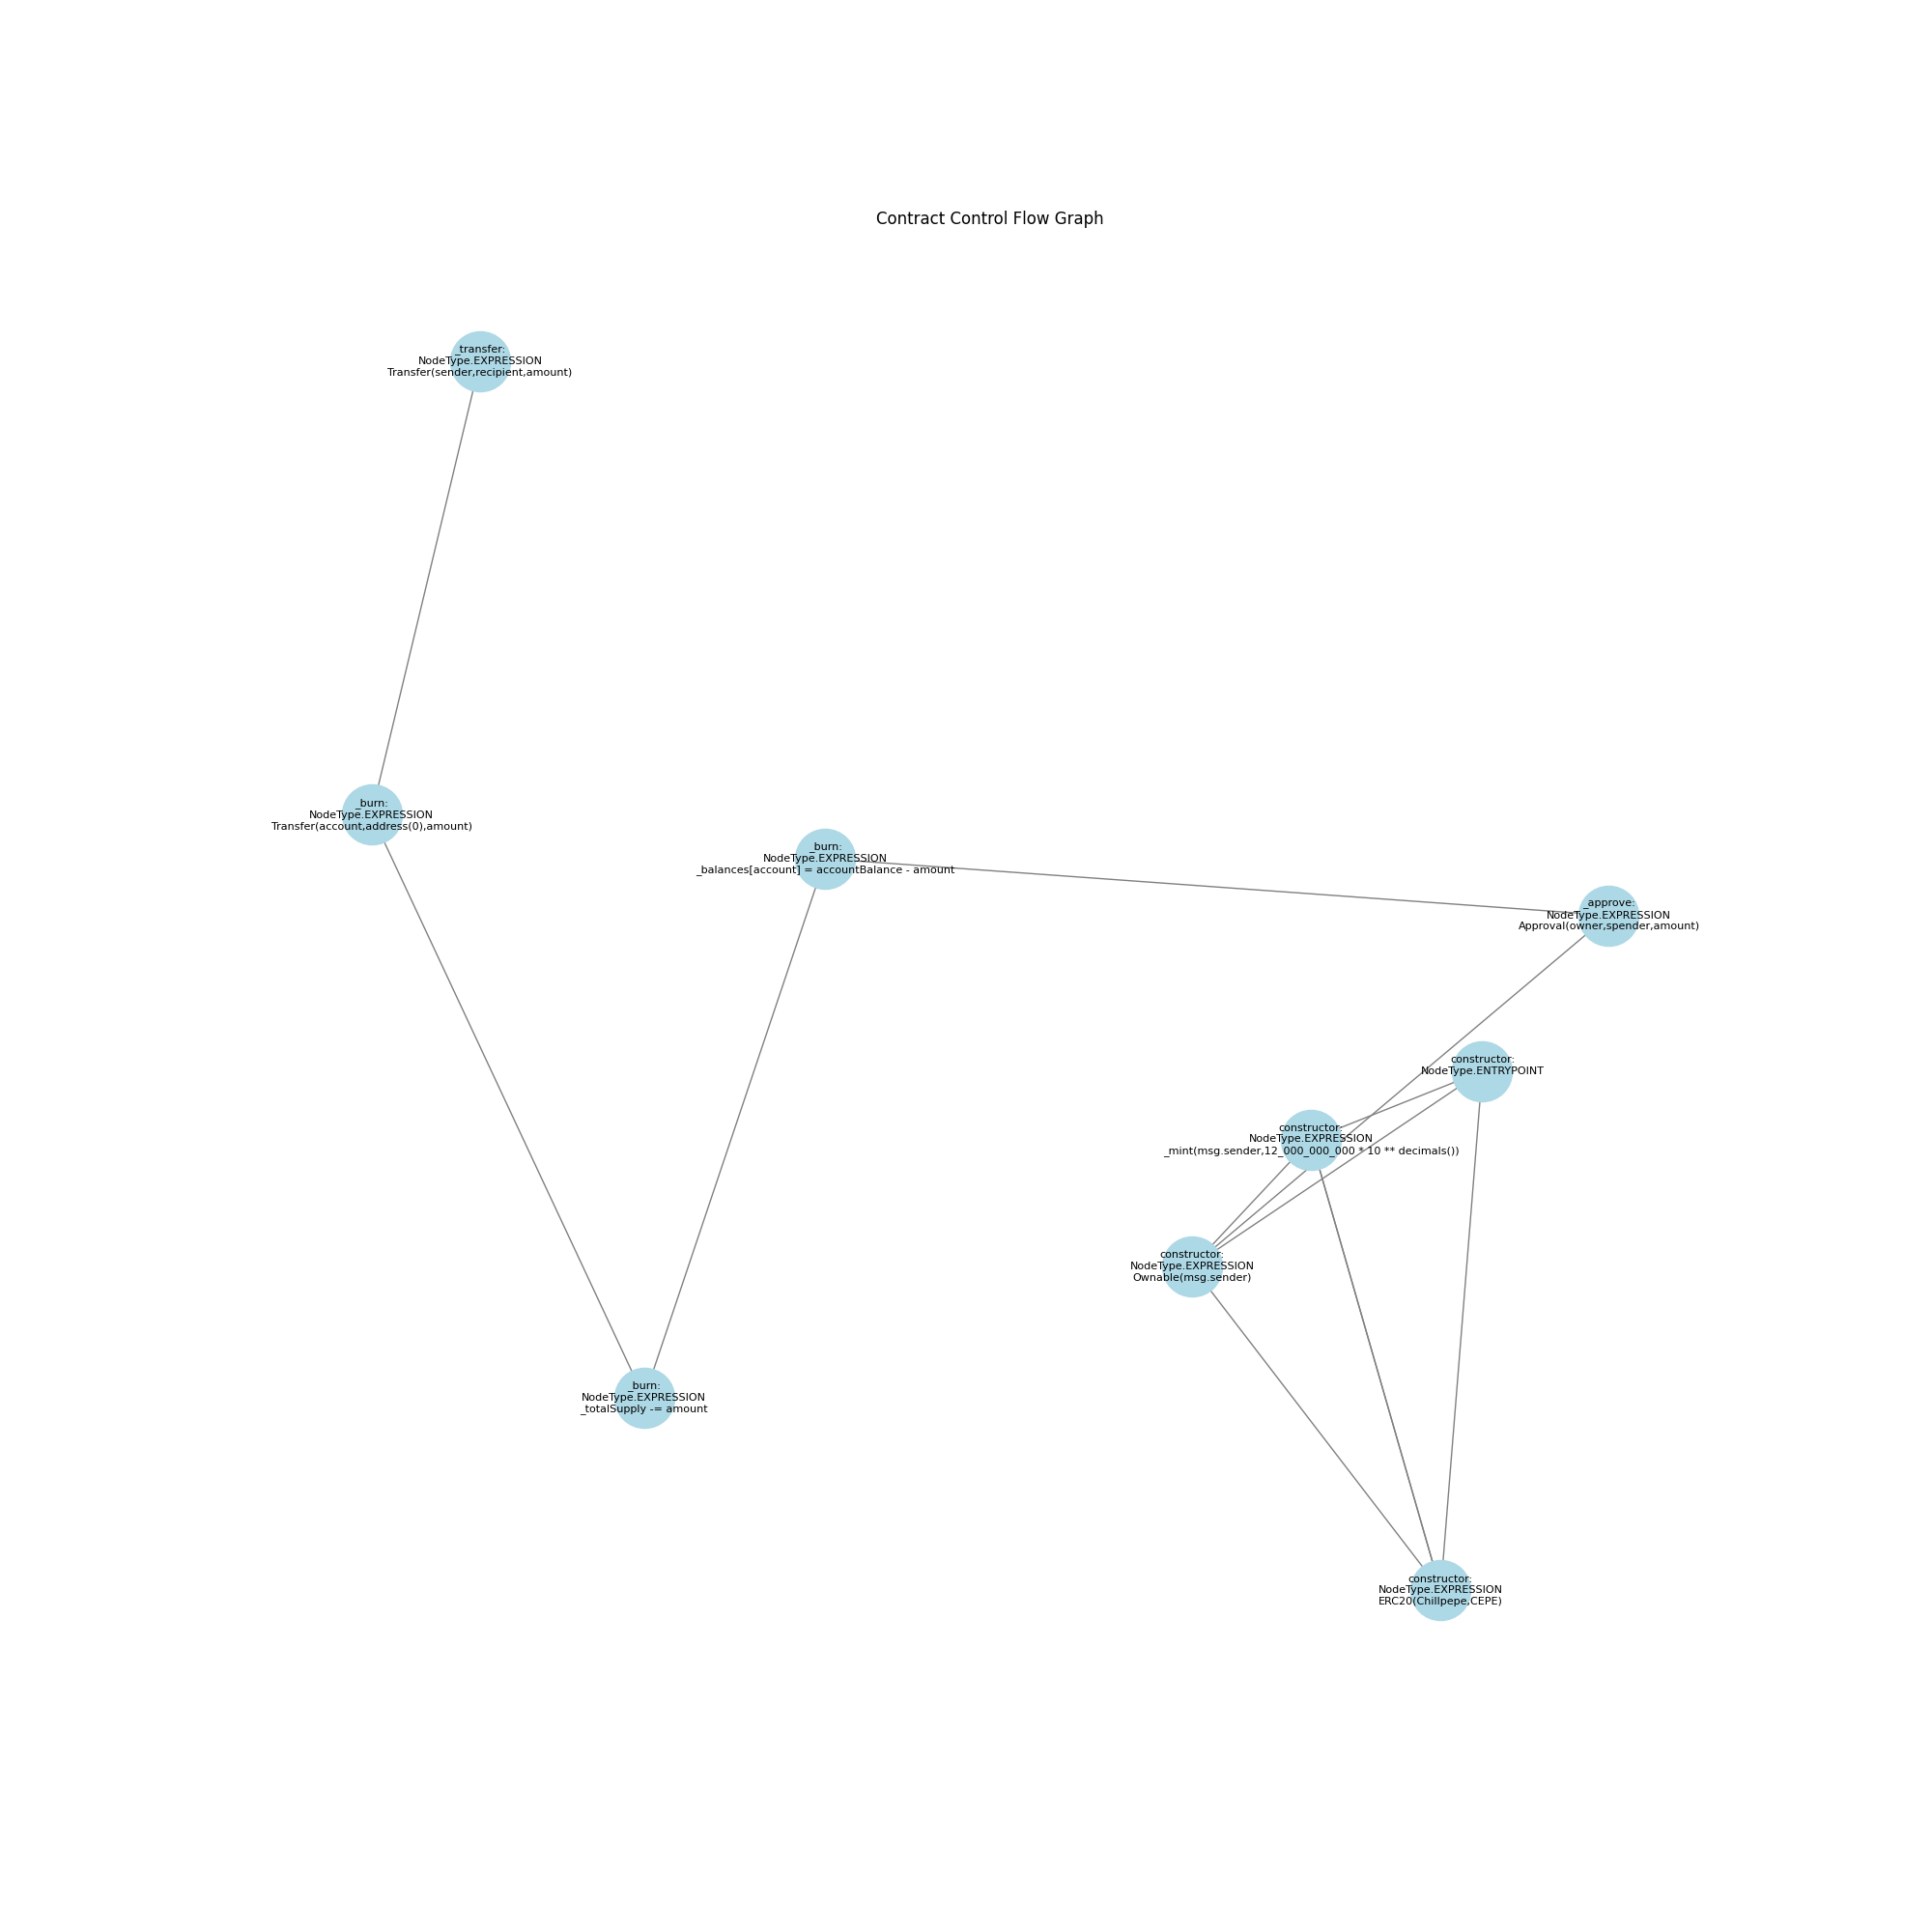 Contract Control Flow Graph
_transfer:
NodeType.EXPRESSION
Transfer(sender,recipient,amount)
_burn:
NodeType.EXPRESSION
Transfer(account,address(0),amount)
_burn:
NodeType.EXPRESSION
_balances[account] = accountBalance - amount
_approve:
NodeType.EXPRESSION
Approval(owner,spender,amount)
constructor:
NodeType.ENTRYPOINT
constructor:
NodeType.EXPRESSION
_mint(msg.sender,12_000_000_000 * 10 ** decimals())
constructor:
NodeType.EXPRESSION
Ownable(msg.sender)
_burn:
NodeType.EXPRESSION
_totalSupply -= amount
constructor:
NodeType.EXPRESSION
ERC20(Chillpepe,CEPE)